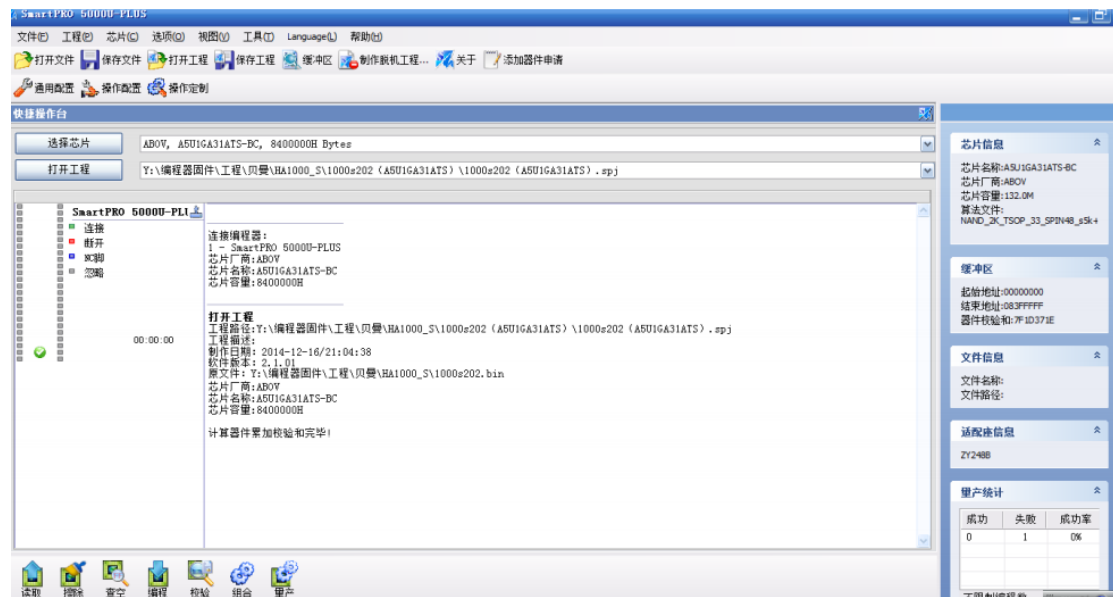 SmartPRO 5000U-PLUS
文件(F) 工程(P) 芯片(C) 选项(O) 视图(V) 工具(T) Language(L) 帮助(H)
打开文件 保存文件 打开工程 保存工程 缓冲区 制作脱机工程... 关于 添加器件申请
通用配置 操作配置 操作定制
快捷操作台
选择芯片 ABOV, A5U1GA31ATS-BC, 8400000H Bytes
打开工程 Y:\编程器固件\工程\贝曼\HA1000_S\1000s202（A5U1GA31ATS）\1000s202（A5U1GA31ATS）.spj
SmartPRO 5000U-PLU
连接
断开
NC脚
忽略
00:00:00
连接编程器:
1 - SmartPRO 5000U-PLUS
芯片厂商:ABOV
芯片名称:A5U1GA31ATS-BC
芯片容量:8400000H
打开工程
工程路径:Y:\编程器固件\工程\贝曼\HA1000_S\1000s202（A5U1GA31ATS）\1000s202（A5U1GA31ATS）.spj
工程描述:
制作日期: 2014-12-16/21:04:38
软件版本: 2.1.01
原文件: Y:\编程器固件\工程\贝曼\HA1000_S\1000s202.bin
芯片厂商:ABOV
芯片名称:A5U1GA31ATS-BC
芯片容量:8400000H
计算器件累加校验和完毕!
芯片信息
芯片名称:A5U1GA31ATS-BC
芯片厂商:ABOV
芯片容量:132.0M
算法文件:
NAND_2K_TSOP_33_SPIN48_s5k+
缓冲区
起始地址:00000000
结束地址:083FFFFF
器件校验和:7F1D371E
文件信息
文件名称:
文件路径:
适配座信息
ZY248B
量产统计
成功 失败 成功率
0 1 0%
读取 擦除 查空 编程 校验 组合 量产